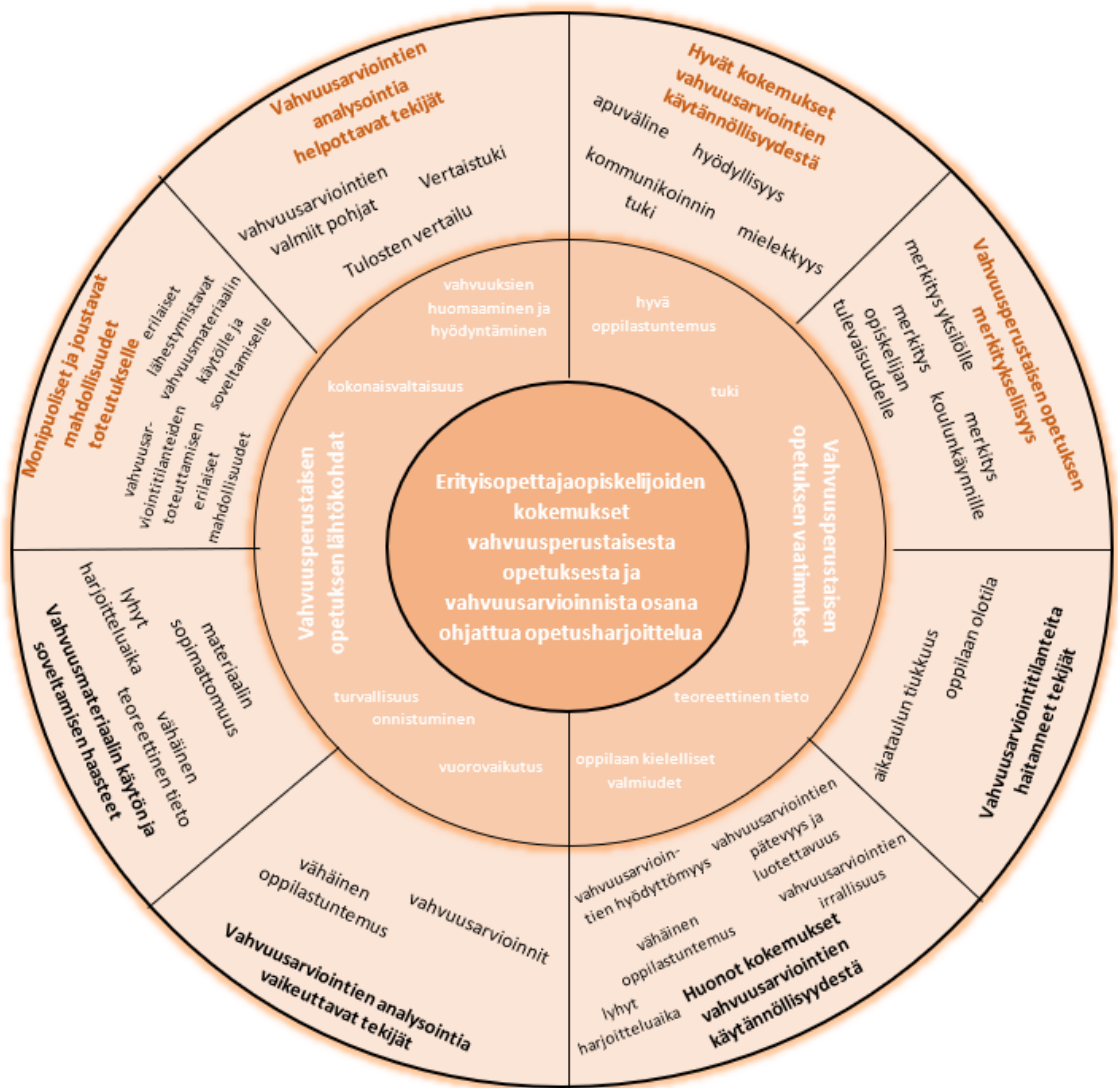 Vahvuusarviointien
analysointia
helpottavat tekijät
vahvuusarviointien
valmiit pohjat
Vertaistuki
Tulosten vertailu
Hyvät kokemukset
vahvuusarviointien
käytännöllisyydestä
apuväline
hyödyllisyys
kommunikoinnin
tuki
mielekkyys
Vahvuusperustaisen opetuksen
merkityksellisyys
merkitys yksilölle
merkitys
opiskelijan
tulevaisuudelle
merkitys
koulunkäynnille
Vahvuusarviointitilanteita
haitanneet tekijät
oppilaan olotila
aikataulun tiukkuus
vahvuusarvioin-
tien hyödyttömyys
vahvuusarviointien
pätevyys ja
luotettavuus
vahvuusarviointien
irrallisuus
vähäinen
oppilastuntemus
lyhyt
harjoitteluaika
Huonot kokemukset
vahvuusarviointien
käytännöllisyydestä
vähäinen
oppilastuntemus
vahvuusarvioinnit
Vahvuusarviointien analysointia
vaikeuttavat tekijät
materiaalin
sopimattomuus
lyhyt
harjoitteluaika
vähäinen
teoreettinen tieto
Vahvuusmateriaalin käytön ja
soveltamisen haasteet
Monipuoliset ja joustavat
mahdollisuudet
toteutukselle
erilaiset
lähestymistavat
vahvuusmateriaalin
käytölle ja
soveltamiselle
vahvuusar-
viointitilanteiden
toteuttamisen
erilaiset
mahdollisuudet
vahvuuksien
huomaaminen ja
hyödyntäminen
kokonaisvaltaisuus
Vahvuusperustaisen
opetuksen lähtökohdat
turvallisuus
onnistuminen
vuorovaikutus
hyvä
oppilastuntemus
tuki
Vahvuusperustaisen
opetuksen vaatimukset
teoreettinen tieto
oppilaan kielelliset
valmiudet
Erityisopettajaopiskelijoiden
kokemukset
vahvuusperustaisesta
opetuksesta ja
vahvuusarvioinnista osana
ohjattua opetusharjoittelua